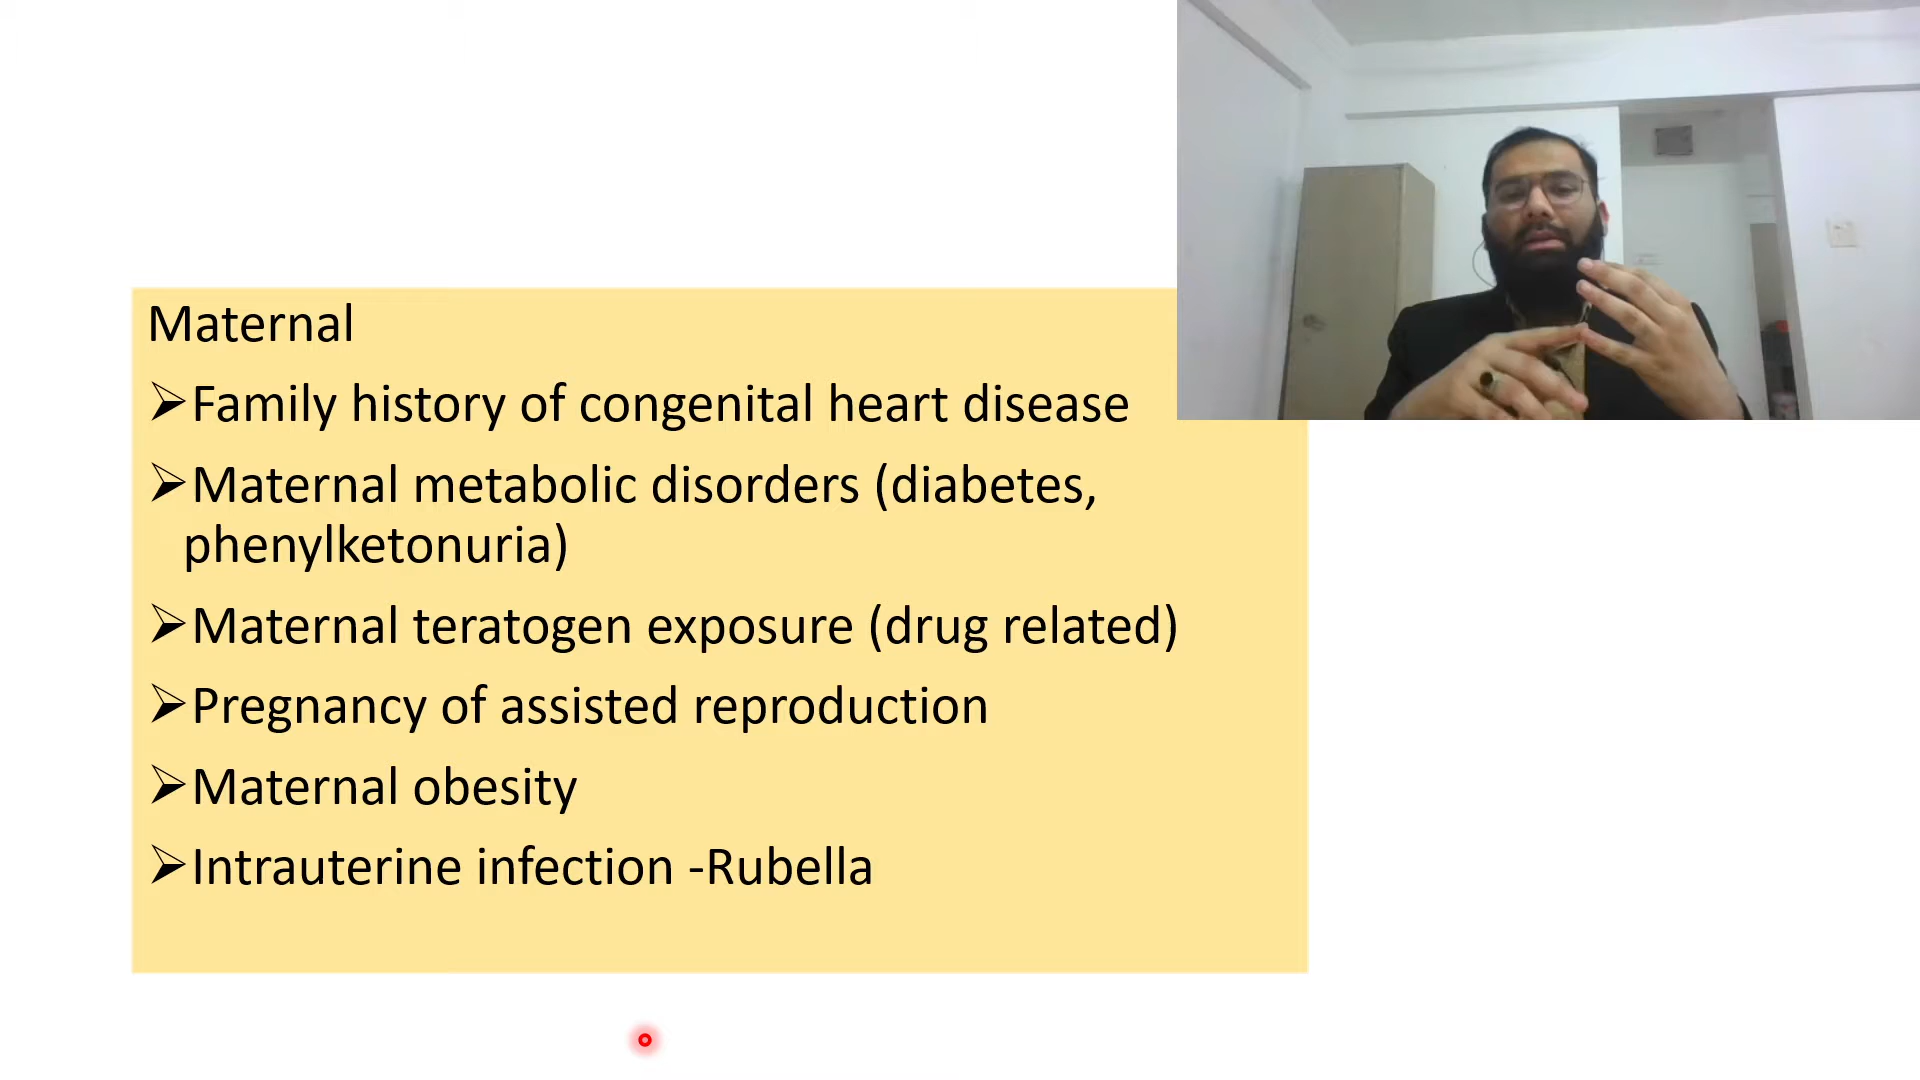 Maternal
➢Family history of congenital heart disease
➢Maternal metabolic disorders (diabetes,
phenylketonuria)
➢Maternal teratogen exposure (drug related)
➢Pregnancy of assisted reproduction
➢Maternal obesity
➢Intrauterine infection -Rubella